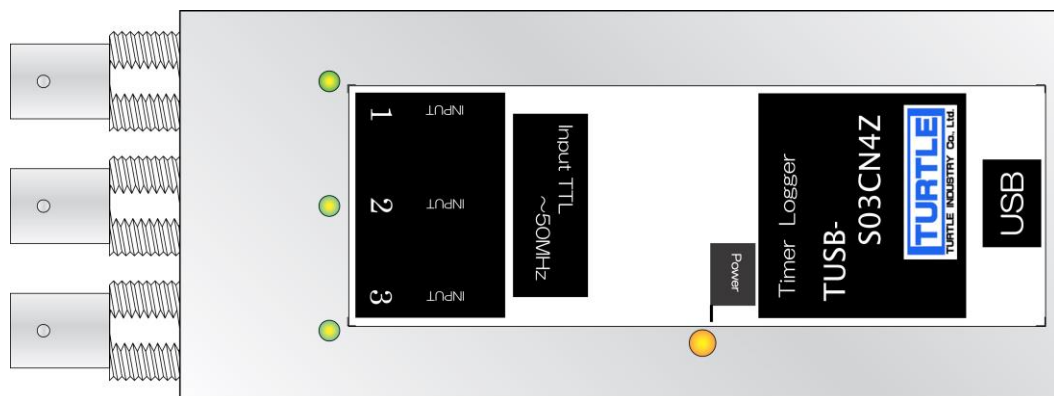 1 INPUT
2 INPUT
3 INPUT
Input TTL
~50MHz
Power
Timer Logger
TUSB-
S03CN4Z
TURTLE
TURTLE INDUSTRY Co., Ltd.
USB